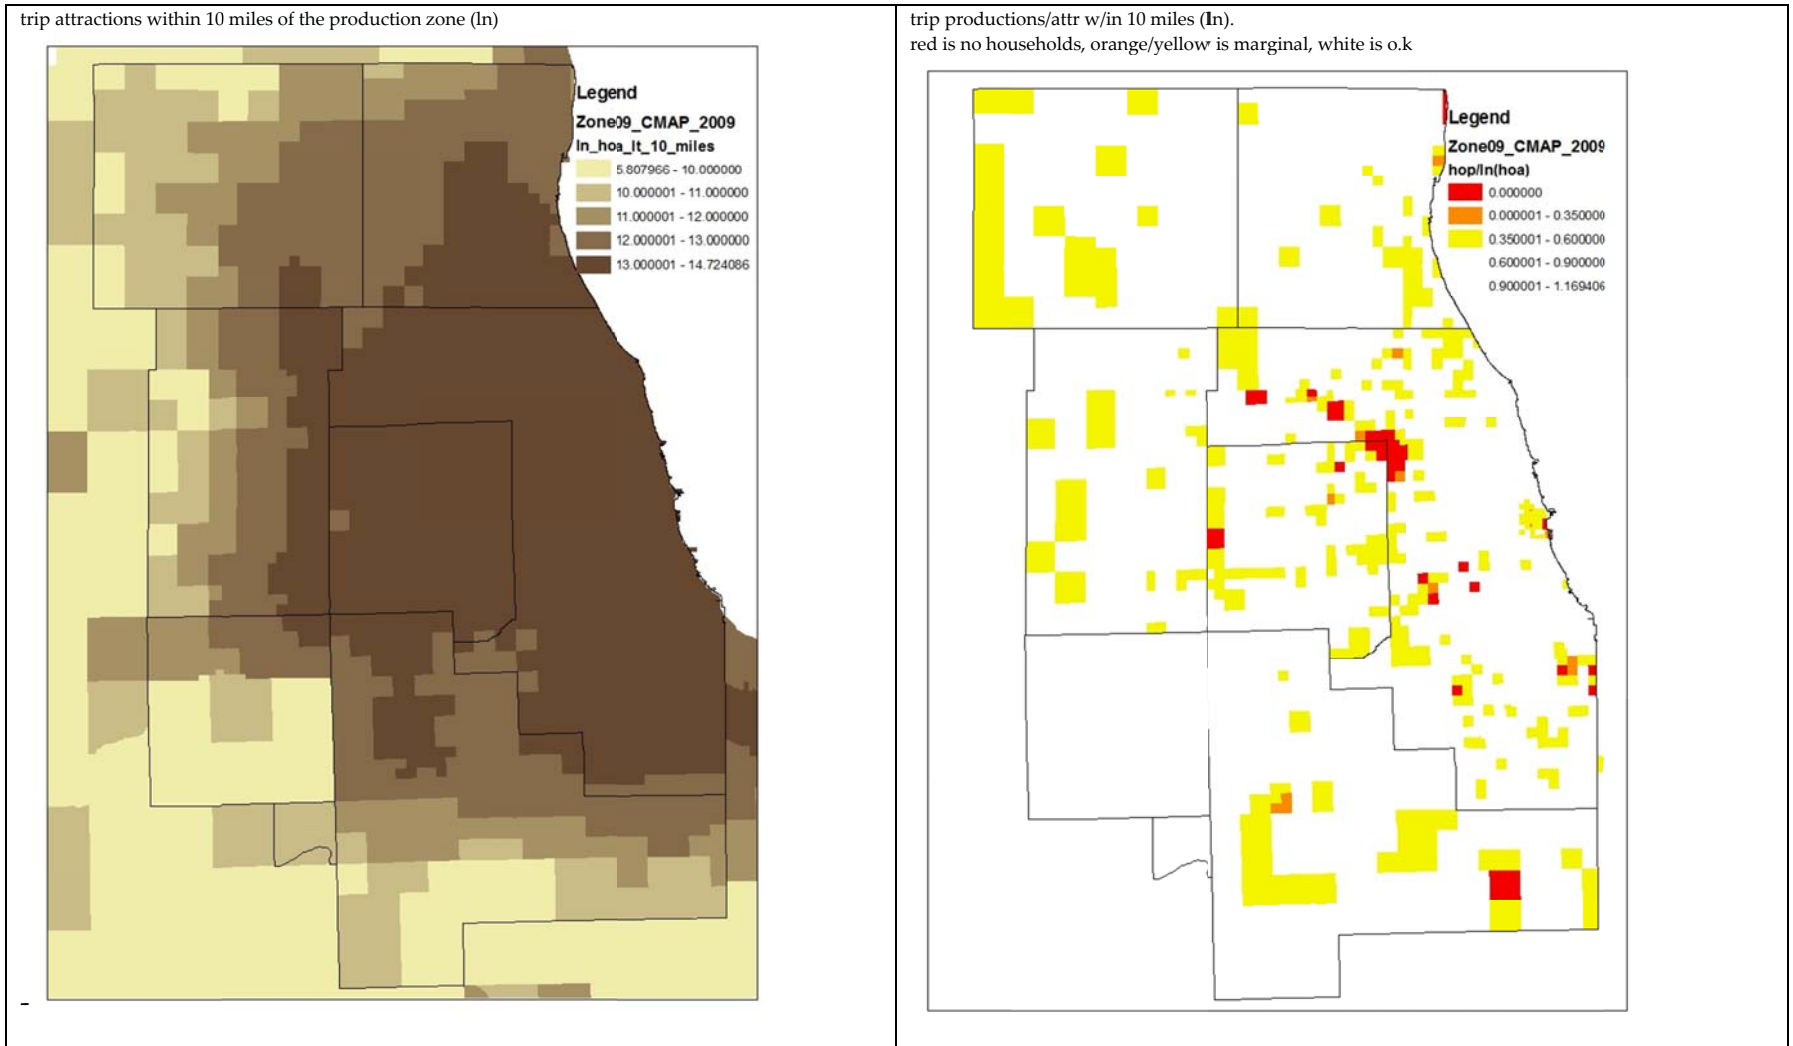 trip attractions within 10 miles of the production zone (ln)
Legend
Zone09_CMAP_2009
ln_hoa_lt_10_miles
5.807966 - 10.000000
10.000001 - 11.000000
11.000001 - 12.000000
12.000001 - 13.000000
13.000001 - 14.724086
trip productions/attr w/in 10 miles (ln).
red is no households, orange/yellow is marginal, white is o.k
Legend
Zone09_CMAP_2009
hop/ln(hoa)
0.000000
0.000001 - 0.350000
0.350001 - 0.600000
0.600001 - 0.900000
0.900001 - 1.169406